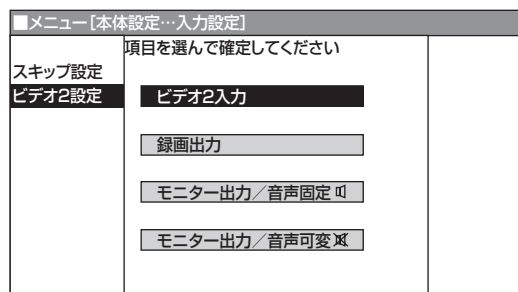 ■メニュー[本体設定…入力設定]
項目を選んで確定してください
スキップ設定
ビデオ2設定
ビデオ2入力
録画出力
モニター出力／音声固定
モニター出力／音声可変